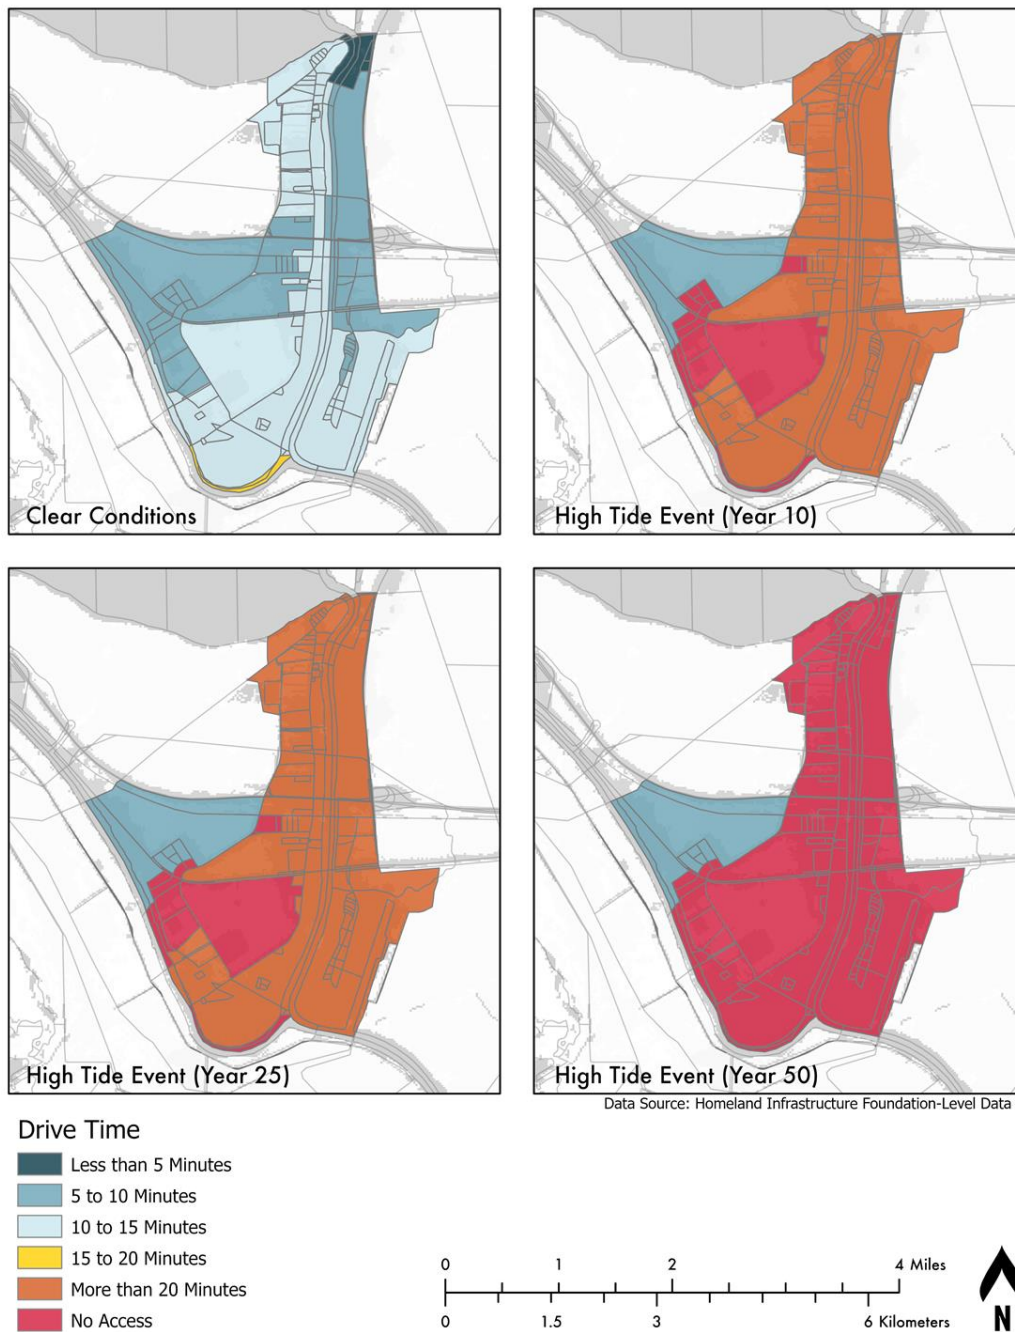 Clear Conditions
High Tide Event (Year 10)
High Tide Event (Year 25)
High Tide Event (Year 50)
Data Source: Homeland Infrastructure Foundation-Level Data
Drive Time
Less than 5 Minutes
5 to 10 Minutes
10 to 15 Minutes
15 to 20 Minutes
More than 20 Minutes
No Access
0 1 2 4 Miles
0 1.5 3 6 Kilometers
N